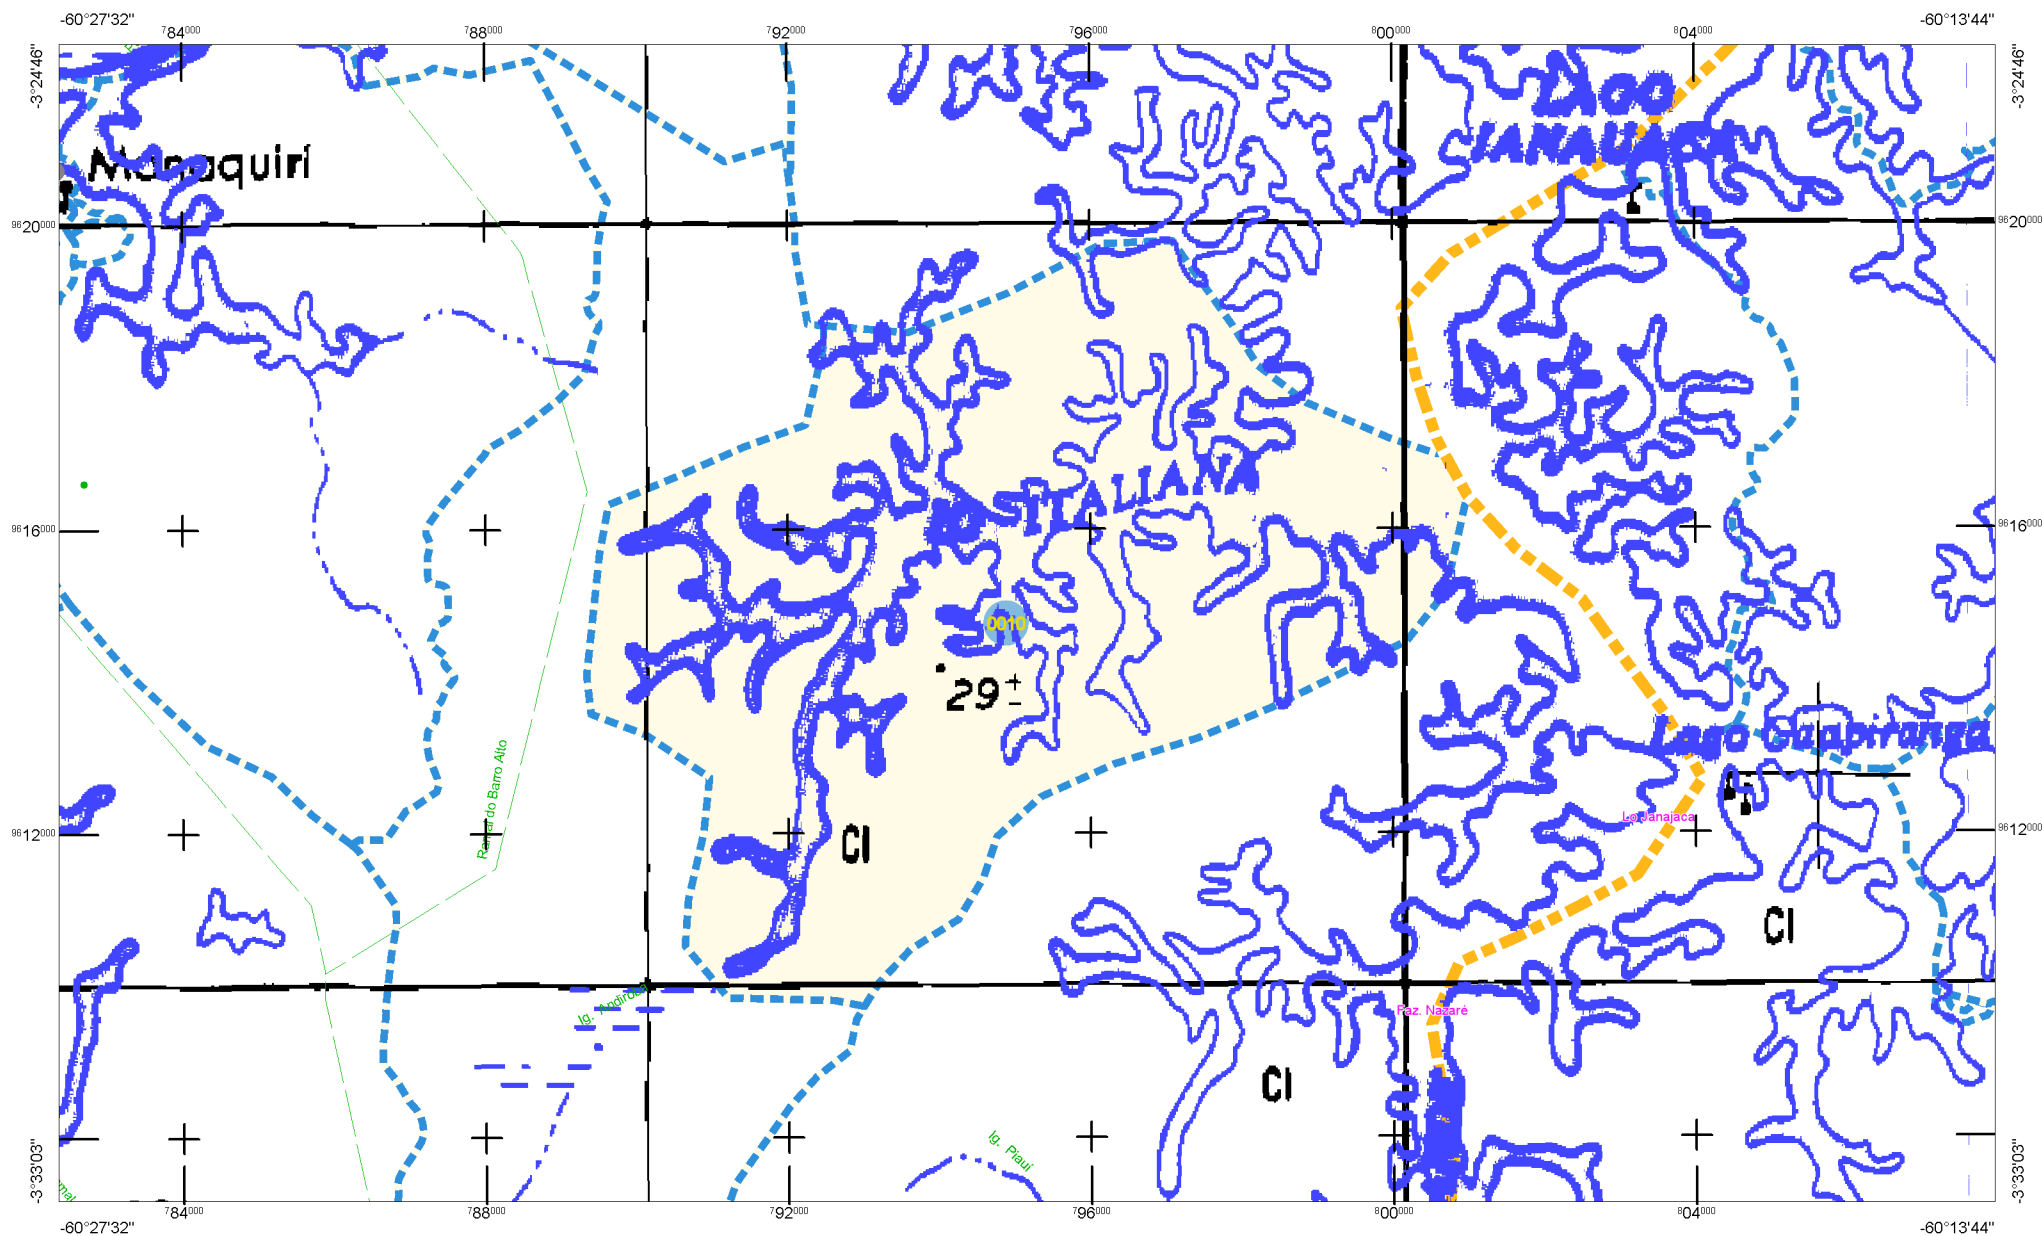 -60°27'32"
-60°13'44"
784000
788000
792000
796000
800000
804000
-3°24'46"
-3°24'46"
LAGO
JANAUACÁ
Manaquiri
9620000
9620000
ITALIANA
9616000
9616000
0010
29 ±
Lago Guapiranga
Ramal do Barro Alto
Lo Janajaca
9612000
9612000
CI
CI
Ig. Andiroba
Faz. Nazaré
CI
Ig. Piauí
-3°33'03"
-3°33'03"
784000
788000
792000
796000
800000
804000
-60°27'32"
-60°13'44"